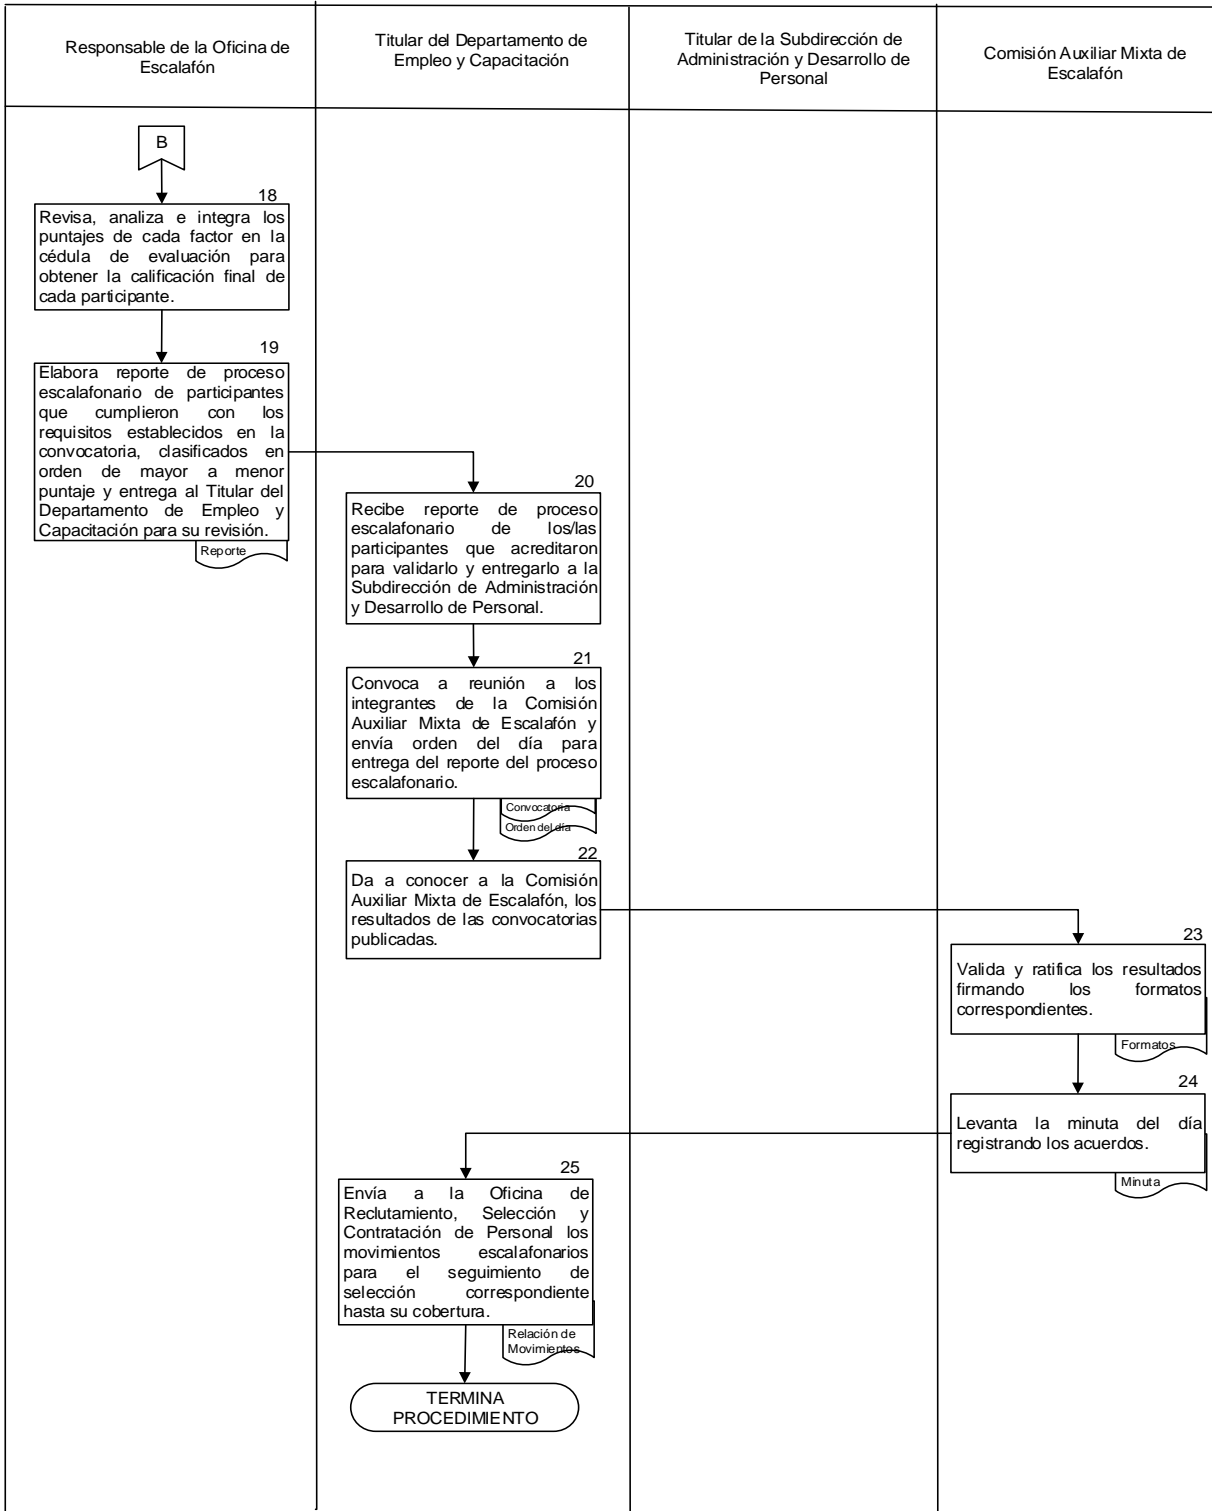 Responsable de la Oficina de
Escalafón
Titular del Departamento de
Empleo y Capacitación
Titular de la Subdirección de
Administración y Desarrollo de
Personal
Comisión Auxiliar Mixta de
Escalafón
B
18
Revisa, analiza e integra los
puntajes de cada factor en la
cédula de evaluación para
obtener la calificación final de
cada participante.
19
Elabora reporte de proceso
escalafonario de participantes
que cumplieron con los
requisitos establecidos en la
convocatoria, clasificados en
orden de mayor a menor
puntaje y entrega al Titular del
Departamento de Empleo y
Capacitación para su revisión.
Reporte
20
Recibe reporte de proceso
escalafonario de los/las
participantes que acreditaron
para validarlo y entregarlo a la
Subdirección de Administración
y Desarrollo de Personal.
21
Convoca a reunión a los
integrantes de la Comisión
Auxiliar Mixta de Escalafón y
envía orden del día para
entrega del reporte del proceso
escalafonario.
Convocatoria
Orden del día
22
Da a conocer a la Comisión
Auxiliar Mixta de Escalafón, los
resultados de las convocatorias
publicadas.
23
Valida y ratifica los resultados
firmando los formatos
correspondientes.
Formatos
24
Levanta la minuta del día
registrando los acuerdos.
Minuta
25
Envía a la Oficina de
Reclutamiento, Selección y
Contratación de Personal los
movimientos escalafonarios
para el seguimiento de
selección correspondiente
hasta su cobertura.
Relación de
Movimientos
TERMINA
PROCEDIMIENTO